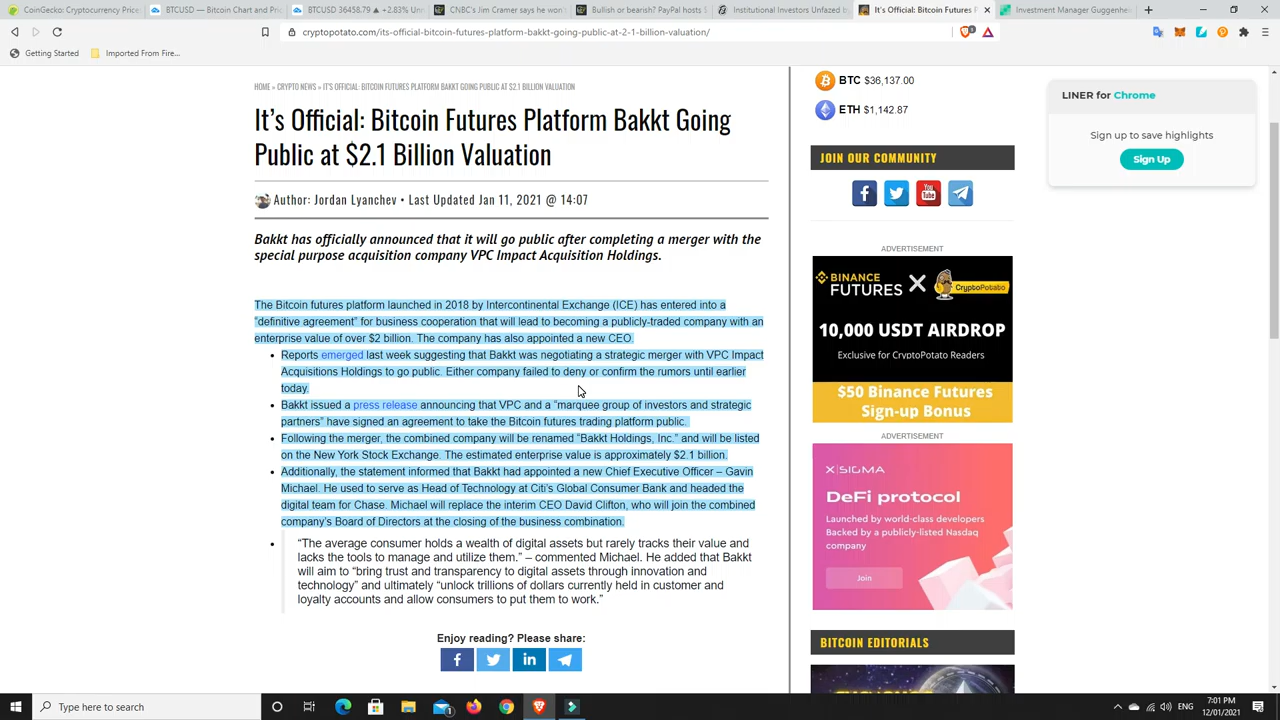 CoinGecko: Cryptocurrency Price
BTCUSD — Bitcoin Chart and Pric
BTCUSD 36458.79 ▲ +2.83% Un
CNBC's Jim Cramer says he won'
Bullish or bearish? PayPal hosts 5
Institutional Investors Unfazed by
It's Official: Bitcoin Futures P
Investment Manager Guggenhe
cryptopotato.com/its-official-bitcoin-futures-platform-bakkt-going-public-at-2-1-billion-valuation/
Getting Started
Imported From Fire...
HOME » CRYPTO NEWS » IT'S OFFICIAL: BITCOIN FUTURES PLATFORM BAKKT GOING PUBLIC AT $2.1 BILLION VALUATION
It's Official: Bitcoin Futures Platform Bakkt Going
Public at $2.1 Billion Valuation
Author: Jordan Lyanchev • Last Updated Jan 11, 2021 @ 14:07
Bakkt has officially announced that it will go public after completing a merger with the
special purpose acquisition company VPC Impact Acquisition Holdings.
The Bitcoin futures platform launched in 2018 by Intercontinental Exchange (ICE) has entered into a
"definitive agreement" for business cooperation that will lead to becoming a publicly-traded company with an
enterprise value of over $2 billion. The company has also appointed a new CEO.
• Reports emerged last week suggesting that Bakkt was negotiating a strategic merger with VPC Impact
Acquisitions Holdings to go public. Either company failed to deny or confirm the rumors until earlier
today.
• Bakkt issued a press release announcing that VPC and a "marquee group of investors and strategic
partners" have signed an agreement to take the Bitcoin futures trading platform public.
• Following the merger, the combined company will be renamed "Bakkt Holdings, Inc." and will be listed
on the New York Stock Exchange. The estimated enterprise value is approximately $2.1 billion.
• Additionally, the statement informed that Bakkt had appointed a new Chief Executive Officer – Gavin
Michael. He used to serve as Head of Technology at Citi's Global Consumer Bank and headed the
digital team for Chase. Michael will replace the interim CEO David Clifton, who will join the combined
company's Board of Directors at the closing of the business combination.
• "The average consumer holds a wealth of digital assets but rarely tracks their value and
lacks the tools to manage and utilize them." – commented Michael. He added that Bakkt
will aim to "bring trust and transparency to digital assets through innovation and
technology" and ultimately "unlock trillions of dollars currently held in customer and
loyalty accounts and allow consumers to put them to work."
Enjoy reading? Please share:
BTC $36,137.00
ETH $1,142.87
JOIN OUR COMMUNITY
You
Tube
ADVERTISEMENT
BINANCE
FUTURES X CryptoPotato
10,000 USDT AIRDROP
Exclusive for CryptoPotato Readers
$50 Binance Futures
Sign-up Bonus
ADVERTISEMENT
X|SIGMA
DeFi protocol
Launched by world-class developers
Backed by a publicly-listed Nasdaq
company
Join
BITCOIN EDITORIALS
LINER for Chrome
Sign up to save highlights
Sign Up
Type here to search
ENG
7:01 PM
12/01/2021